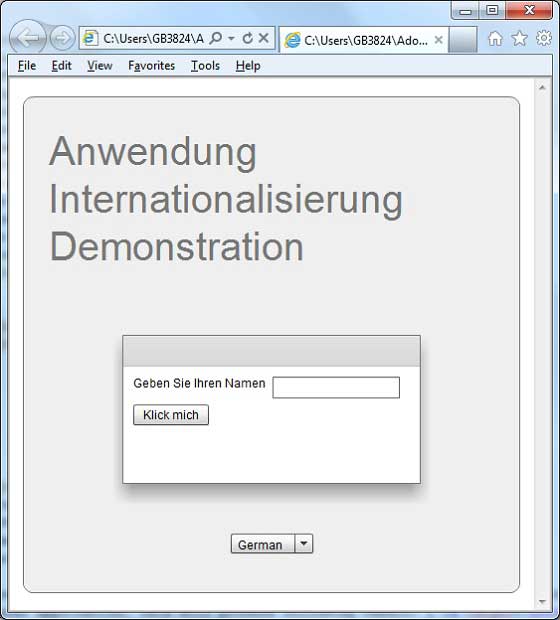 C:\Users\GB3824\A
C:\Users\GB3824\Ado...
File Edit View Favorites Tools Help
Anwendung
Internationalisierung
Demonstration
Geben Sie Ihren Namen
Klick mich
German